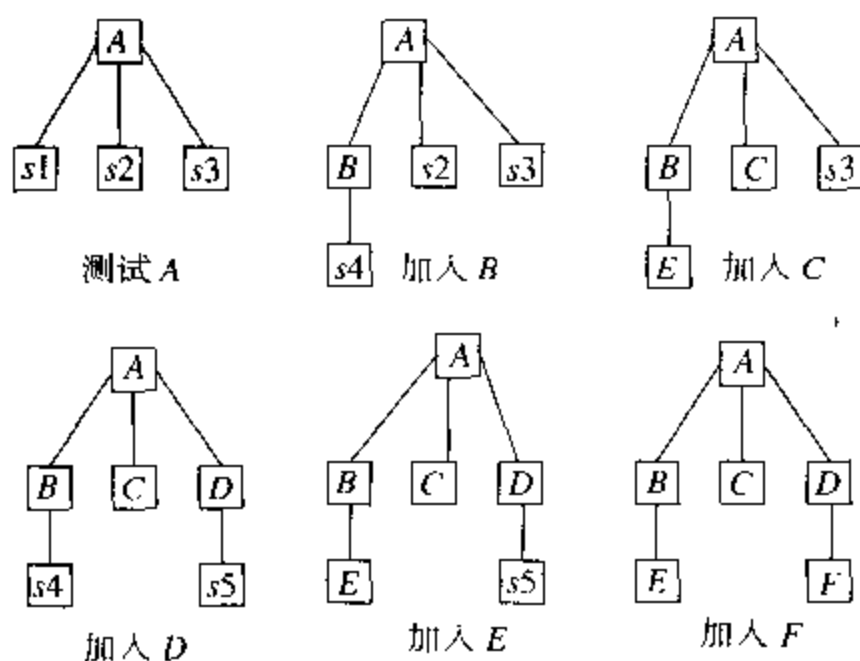 A A A
s1 s2 s3 B s2 s3 B C s3
s4 E
测试 A 加入 B 加入 C
A A A
B C D B C D B C D
s4 s5 E s5 E F
加入 D 加入 E 加入 F